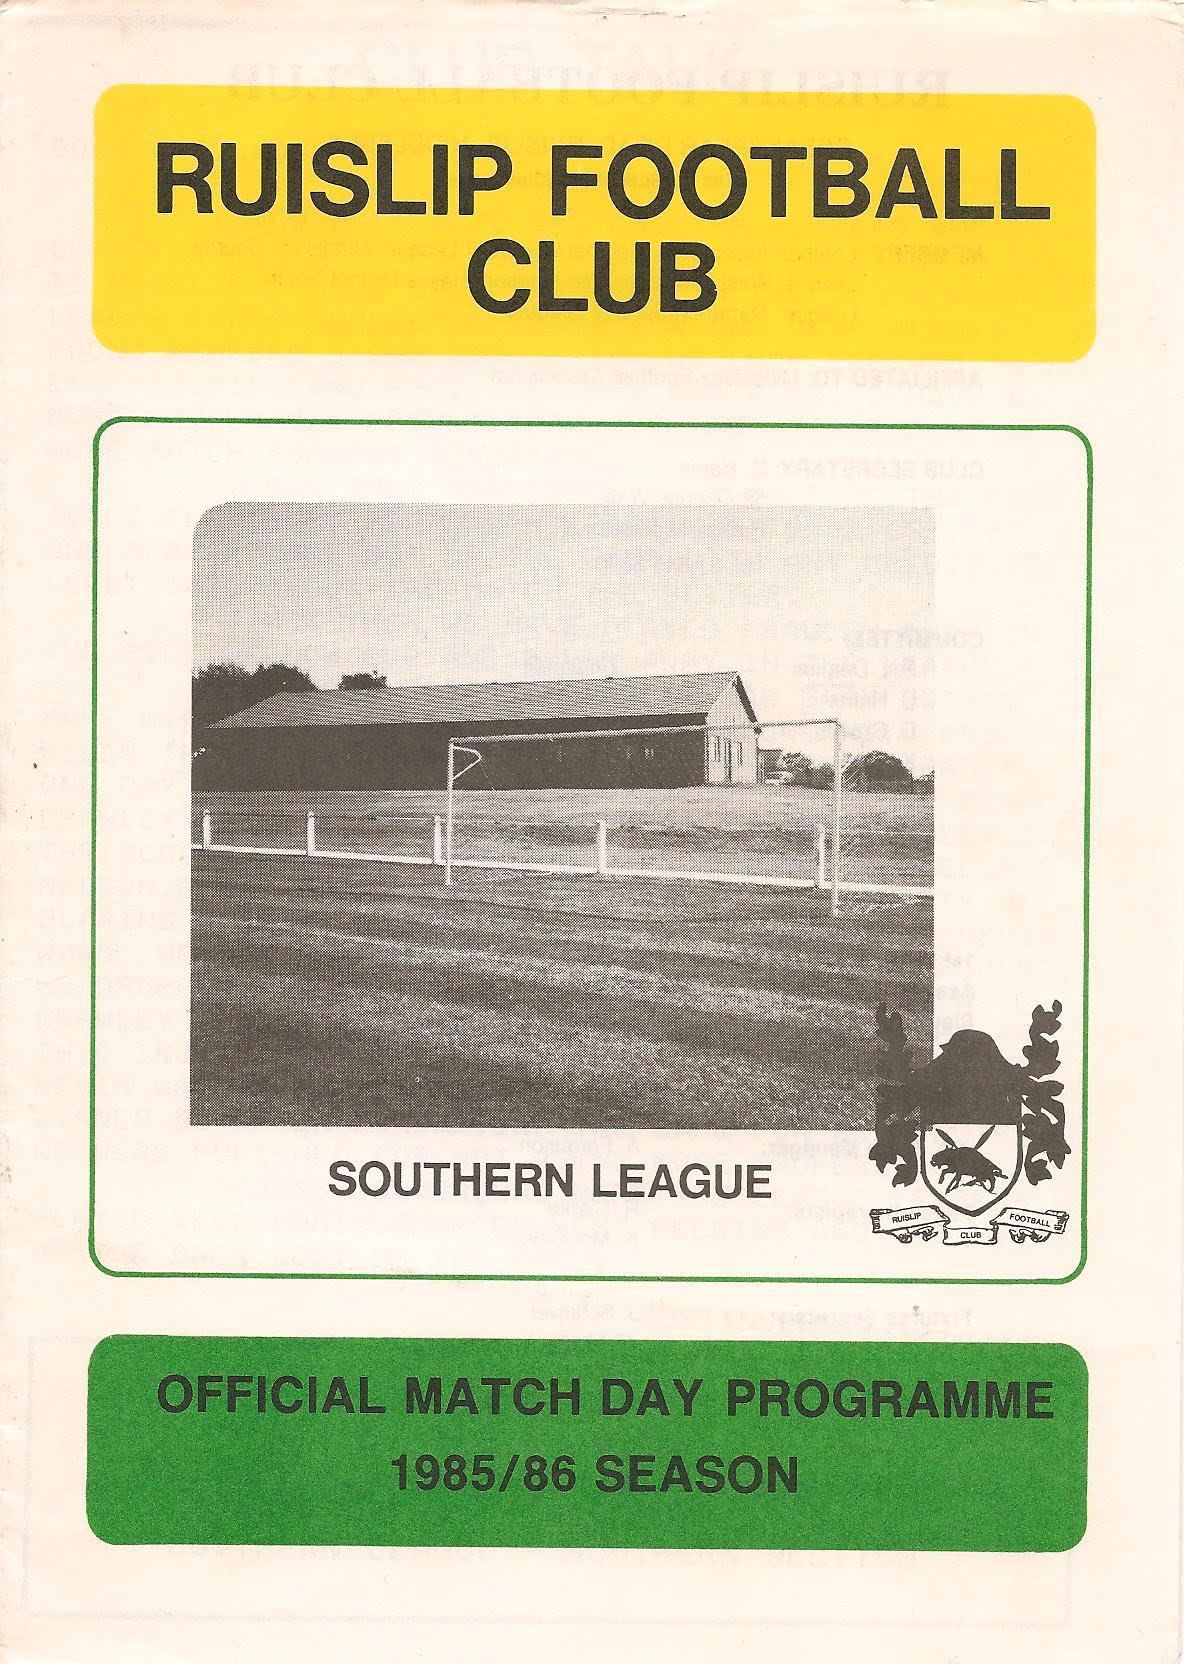 RUISLIP FOOTBALL
CLUB
SOUTHERN LEAGUE
RUISLIP
FOOTBALL
CLUB
OFFICIAL MATCH DAY PROGRAMME
1985/86 SEASON